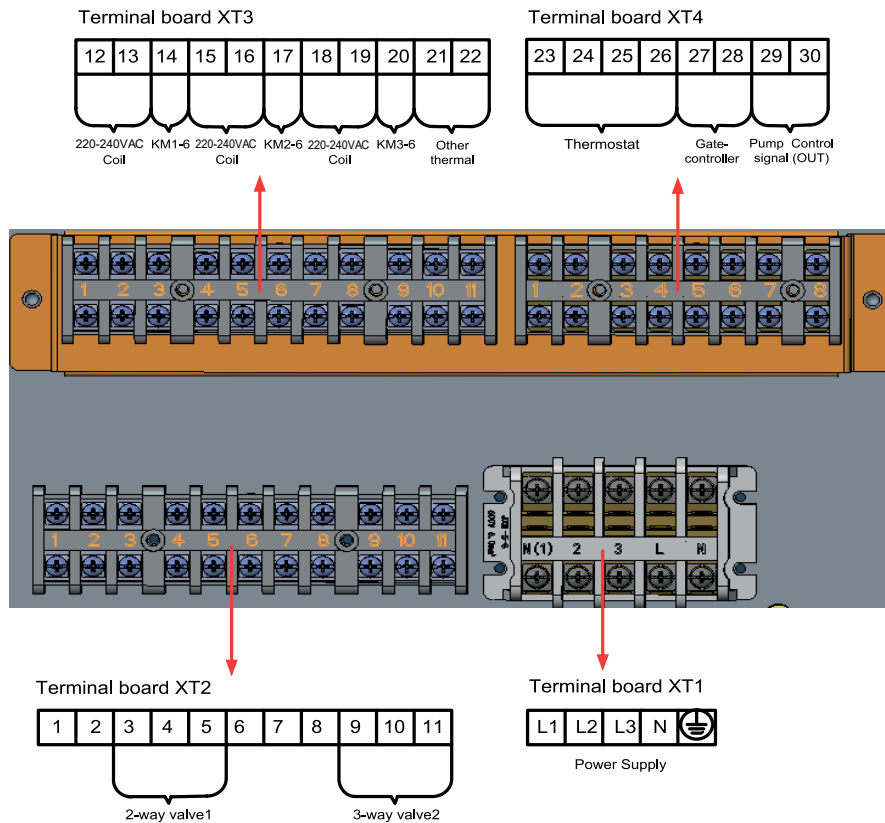 Terminal board XT3
Terminal board XT4
12 13 14 15 16 17 18 19 20 21 22
23 24 25 26 27 28 29 30
220-240VAC Coil
KM1-6
220-240VAC Coil
KM2-6
220-240VAC Coil
KM3-6
Other thermal
Thermostat
Gate-controller
Pump signal
Control (OUT)
1 2 3 4 5 6 7 8 9 10 11
1 2 3 4 5 6 7 8
1 2 3 4 5 6 7 8 9 10 11
N(1) 2 3 L N
Terminal board XT2
Terminal board XT1
1 2 3 4 5 6 7 8 9 10 11
L1 L2 L3 N
Power Supply
2-way valve1
3-way valve2